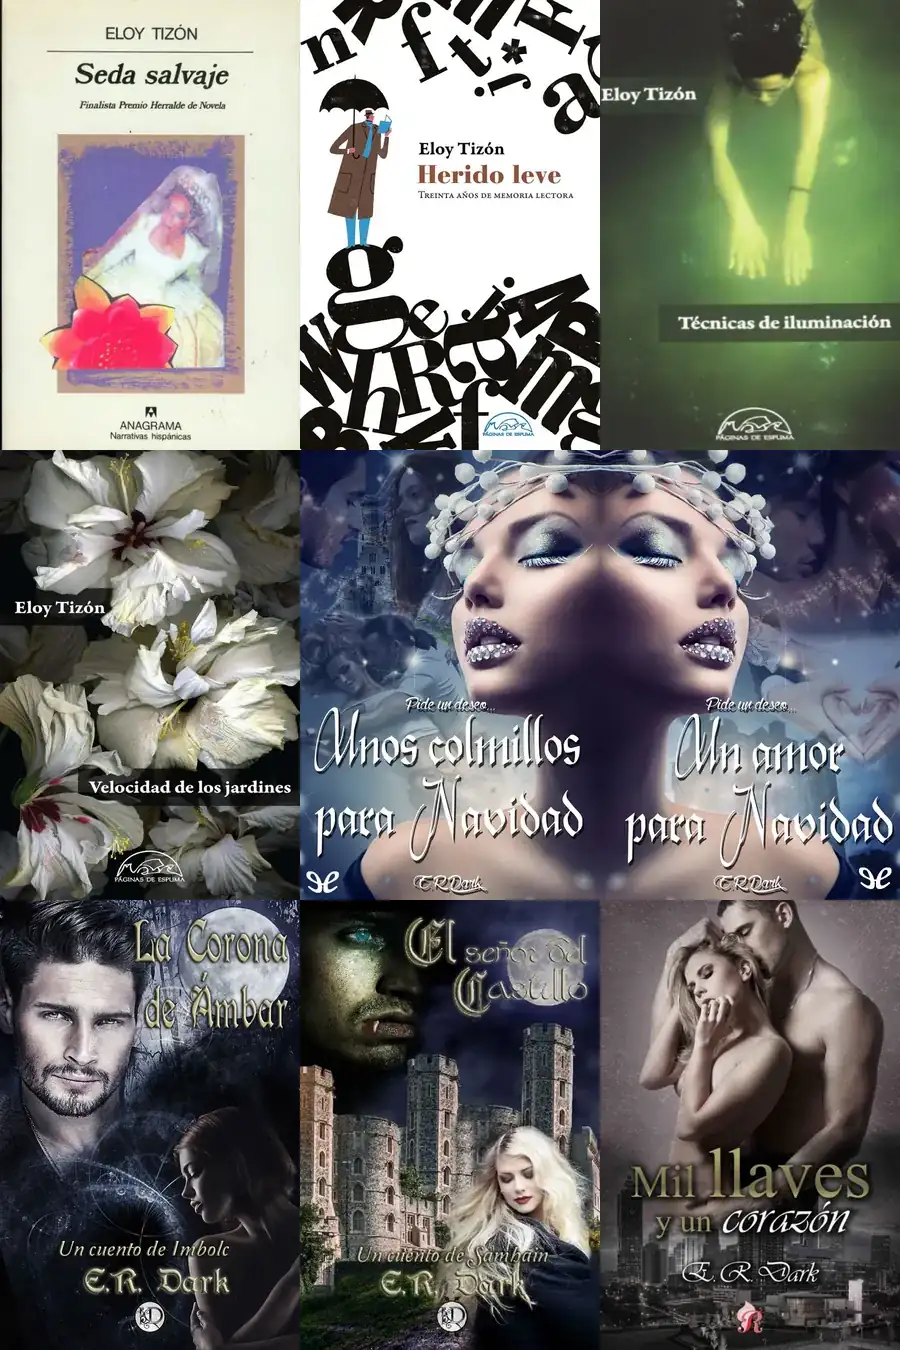 ELOY TIZÓN
Seda salvaje
Finalista Premio Herralde de Novela
ANAGRAMA
Narrativas hispánicas
Eloy Tizón
Herido leve
TREINTA AÑOS DE MEMORIA LECTORA
PÁGINAS DE ESPUMA
Eloy Tizón
Técnicas de iluminación
PÁGINAS DE ESPUMA
Eloy Tizón
Velocidad de los jardines
PÁGINAS DE ESPUMA
Pide un deseo...
Unos colmillos
para Navidad
E.R. Dark
Pide un deseo...
Un amor
para Navidad
E.R. Dark
La Corona
de Ámbar
Un cuento de Imbolc
E.R. Dark
El señor del
Castillo
Un cuento de Samhain
E.R. Dark
Mil llaves
y un corazón
E. R. Dark